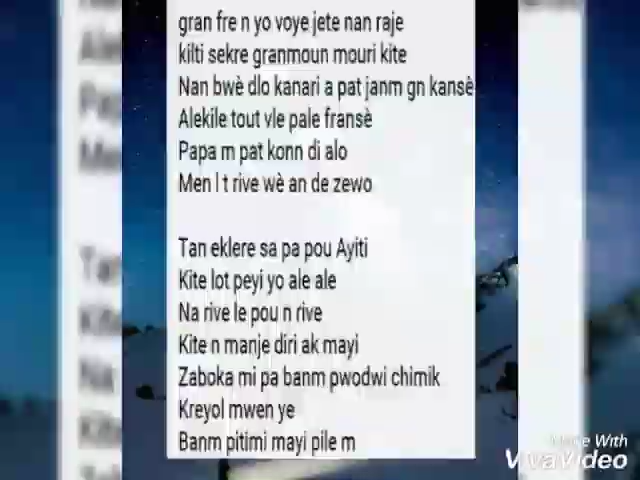 gran fre n yo voye jete nan raje
kilti sekre granmoun mouri kite
Nan bwè dlo kanari a pat janm gn kansè
Alekile tout vle pale fransè
Papa m pat konn di alo
Men l t rive wè an de zewo
Tan eklere sa pa pou Ayiti
Kite lot peyi yo ale ale
Na rive le pou n rive
Kite n manje diri ak mayi
Zaboka mi pa banm pwodwi chimik
Kreyol mwen ye
Banm pitimi mayi pile m
Made With
VivaVideo